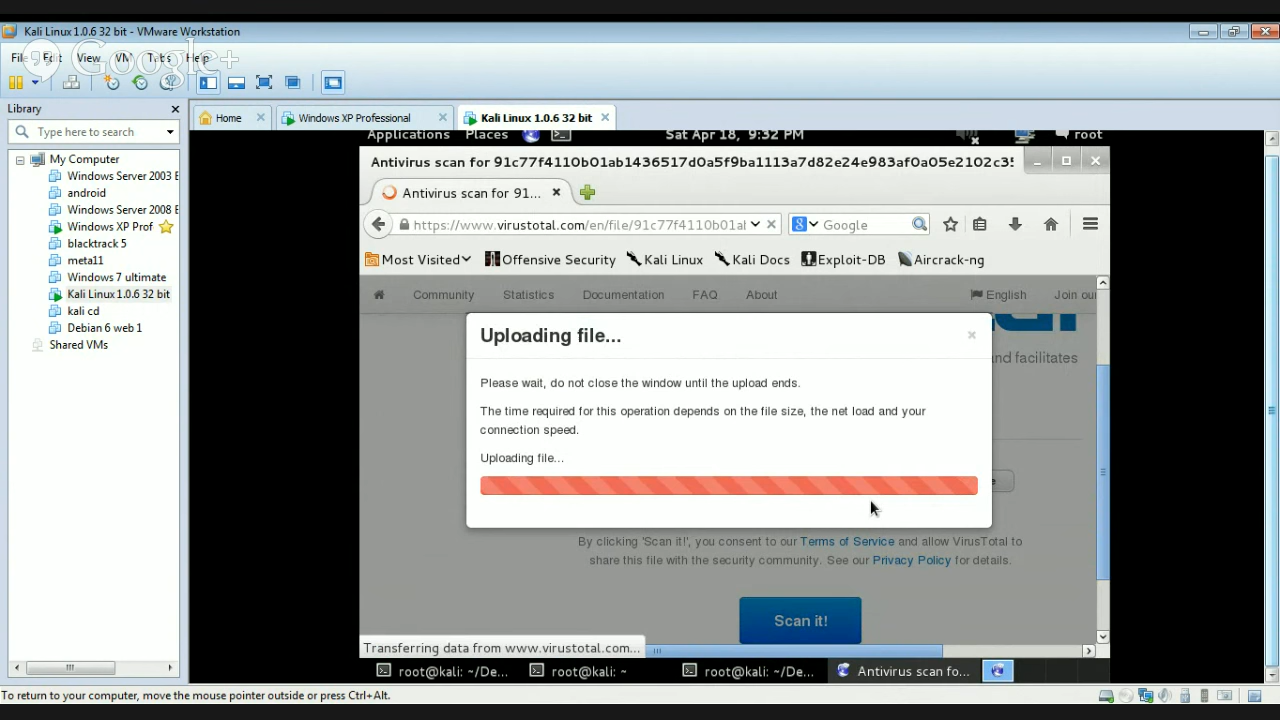 Kali Linux 1.0.6 32 bit - VMware Workstation
File Edit View VM Tabs Help
Google+
Library
Home
Windows XP Professional
Kali Linux 1.0.6 32 bit
Type here to search
My Computer
Windows Server 2003 E
android
Windows Server 2008 E
Windows XP Prof
blacktrack 5
meta11
Windows 7 ultimate
Kali Linux 1.0.6 32 bit
kali cd
Debian 6 web 1
Shared VMs
Applications Places Sat Apr 18, 9:32 PM root
Antivirus scan for 91c77f4110b01ab1436517d0a5f9ba1113a7d82e24e983af0a05e2102c35
Antivirus scan for 91...
https://www.virustotal.com/en/file/91c77f4110b01al
Google
Most Visited Offensive Security Kali Linux Kali Docs Exploit-DB Aircrack-ng
Community Statistics Documentation FAQ About English Join our
and facilitates
Uploading file...
Please wait, do not close the window until the upload ends.
The time required for this operation depends on the file size, the net load and your
connection speed.
Uploading file...
By clicking 'Scan it!', you consent to our Terms of Service and allow VirusTotal to
share this file with the security community. See our Privacy Policy for details.
Scan it!
Transferring data from www.virustotal.com...
root@kali: ~/De... root@kali: ~ root@kali: ~/De... Antivirus scan fo...
To return to your computer, move the mouse pointer outside or press Ctrl+Alt.